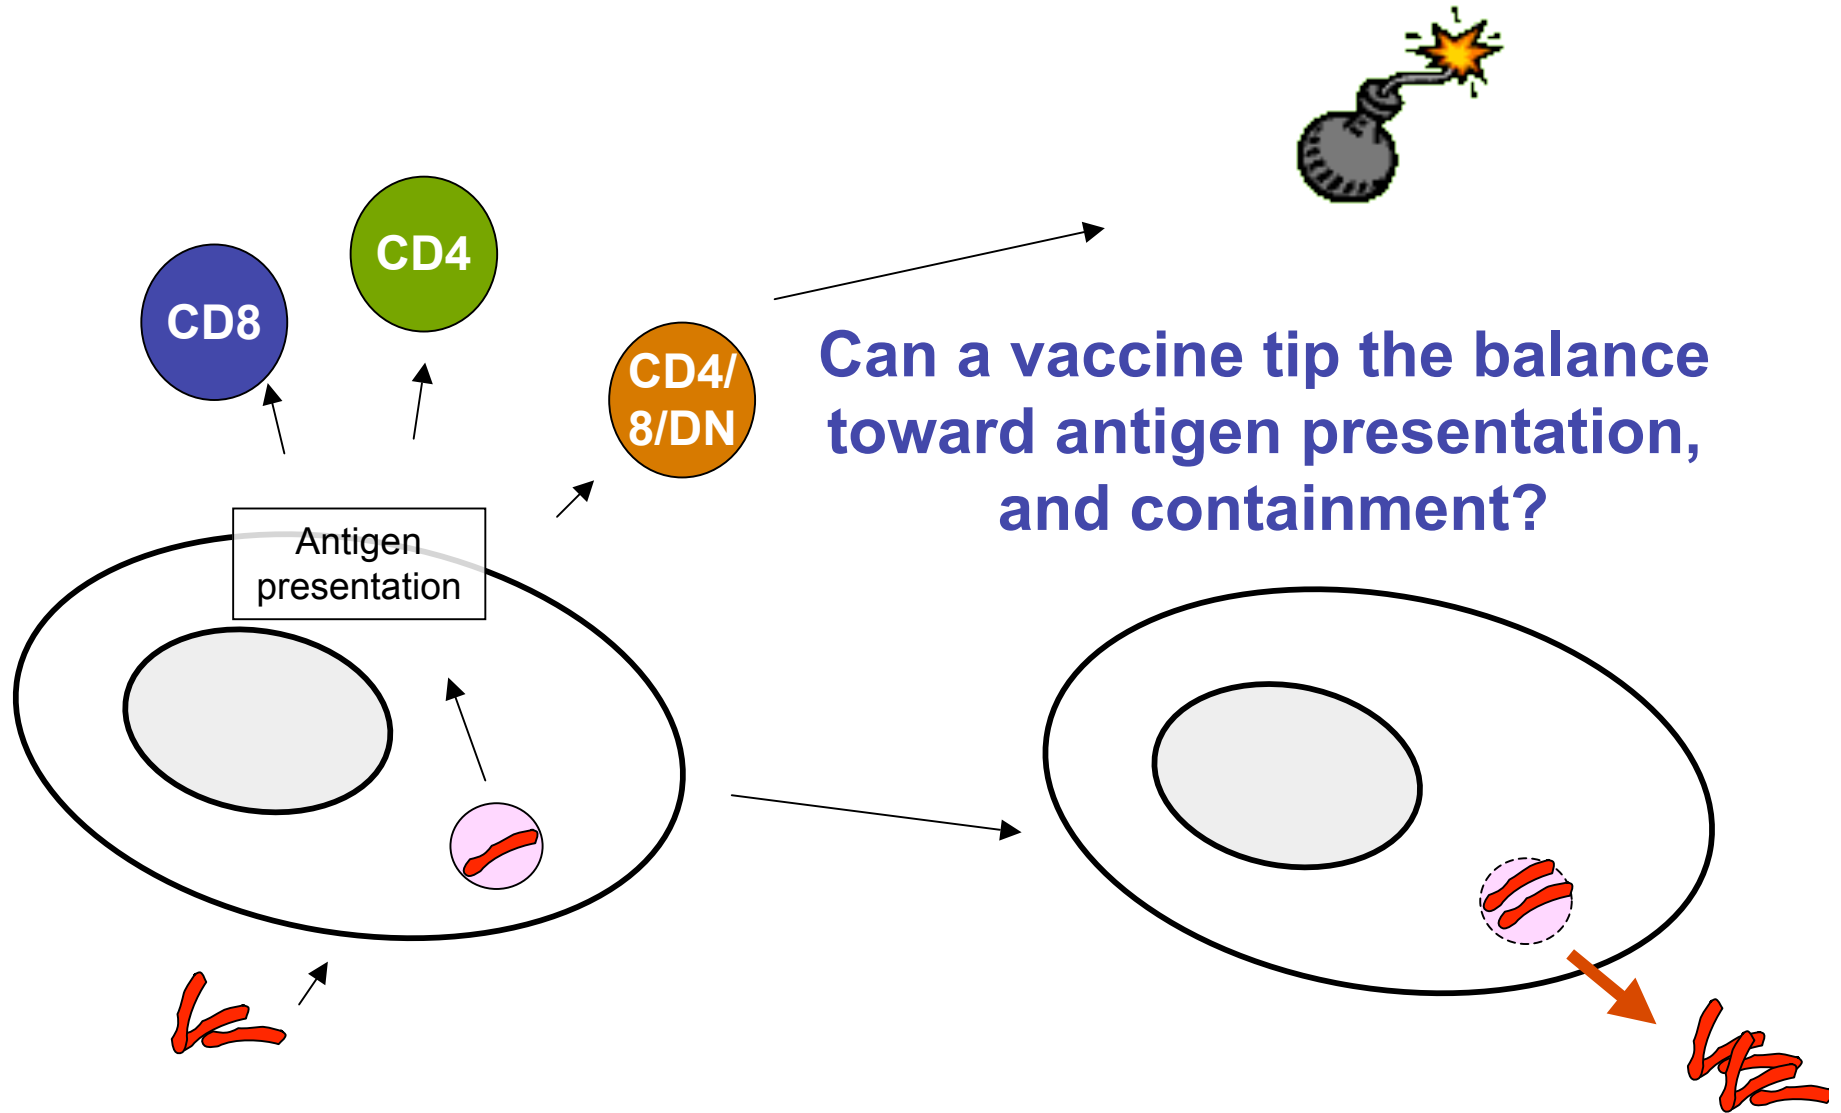 CD4
CD8
CD4/
8/DN
Can a vaccine tip the balance
toward antigen presentation,
and containment?
Antigen
presentation